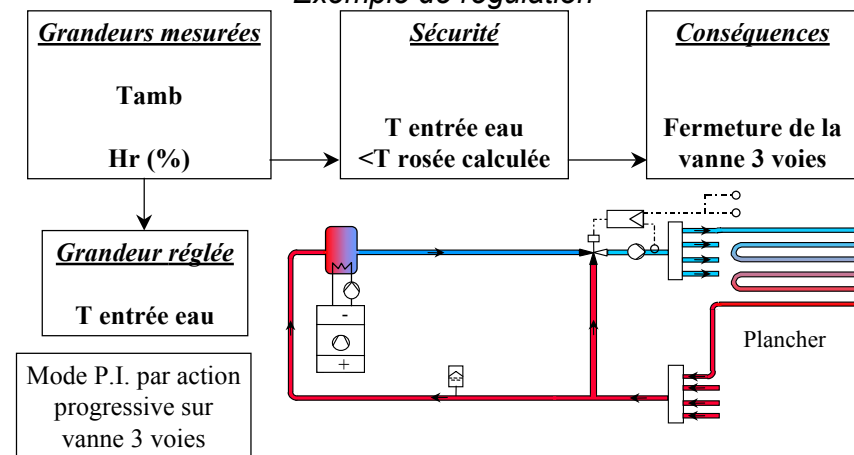 Exemple de régulation
Grandeurs mesurées
Tamb
Hr (%)
Sécurité
T entrée eau
<T rosée calculée
Conséquences
Fermeture de la
vanne 3 voies
Grandeur réglée
T entrée eau
Mode P.I. par action
progressive sur
vanne 3 voies
-
+
Plancher